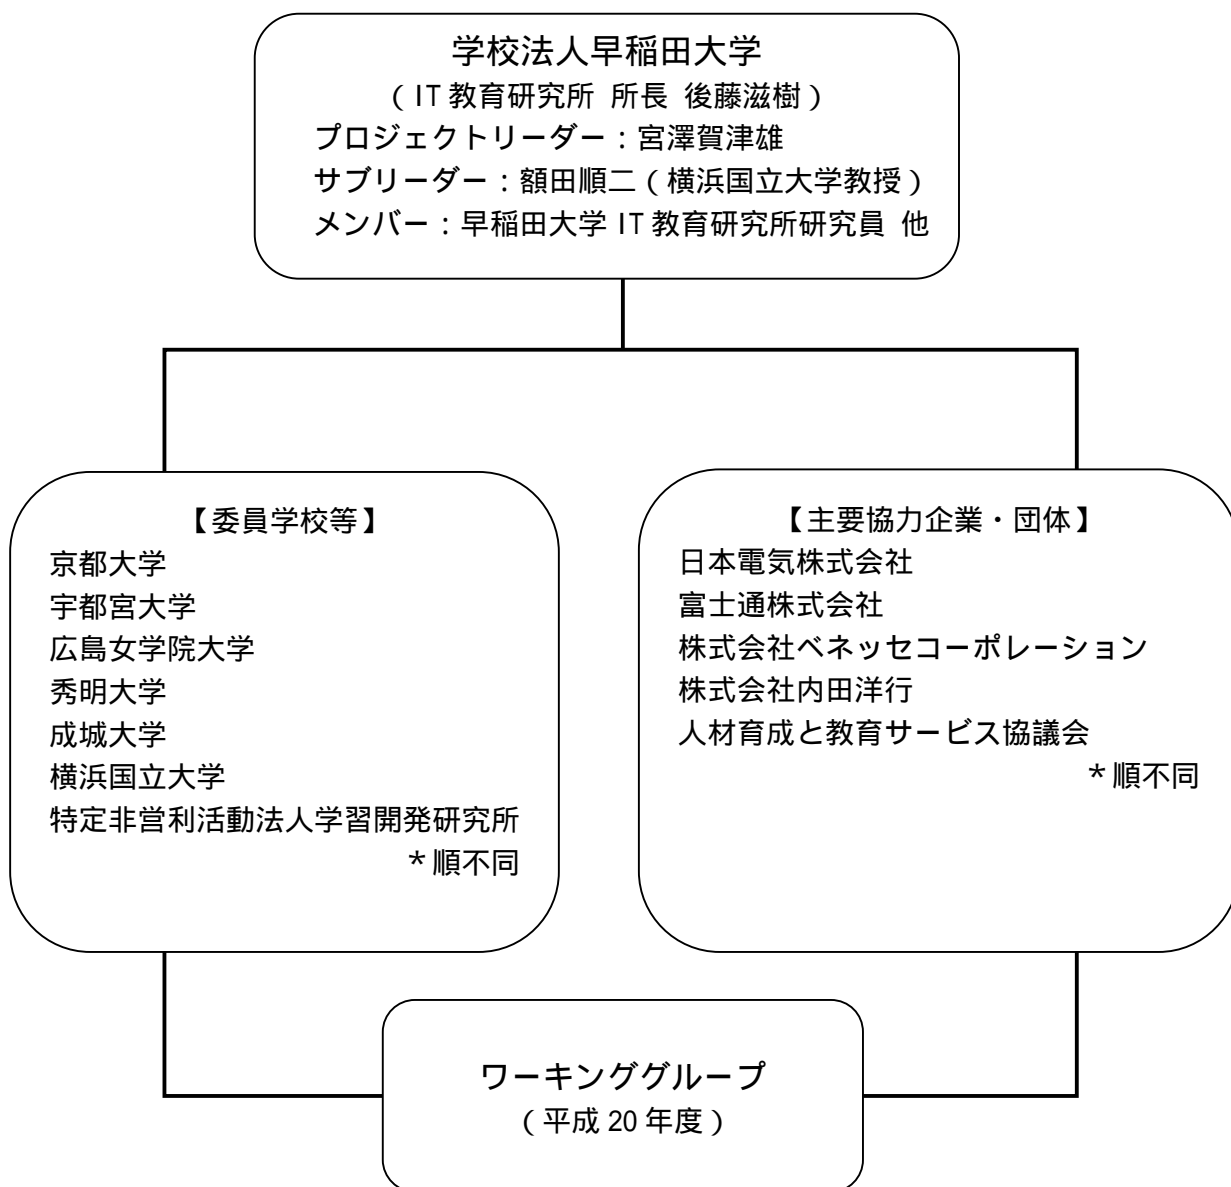 学校法人早稲田大学
（IT教育研究所 所長 後藤滋樹）
プロジェクトリーダー：宮澤賀津雄
サブリーダー：額田順二（横浜国立大学教授）
メンバー：早稲田大学 IT教育研究所研究員 他
【委員学校等】
京都大学
宇都宮大学
広島女学院大学
秀明大学
成城大学
横浜国立大学
特定非営利活動法人学習開発研究所
＊順不同
【主要協力企業・団体】
日本電気株式会社
富士通株式会社
株式会社ベネッセコーポレーション
株式会社内田洋行
人材育成と教育サービス協議会
＊順不同
ワーキンググループ
（平成 20 年度）